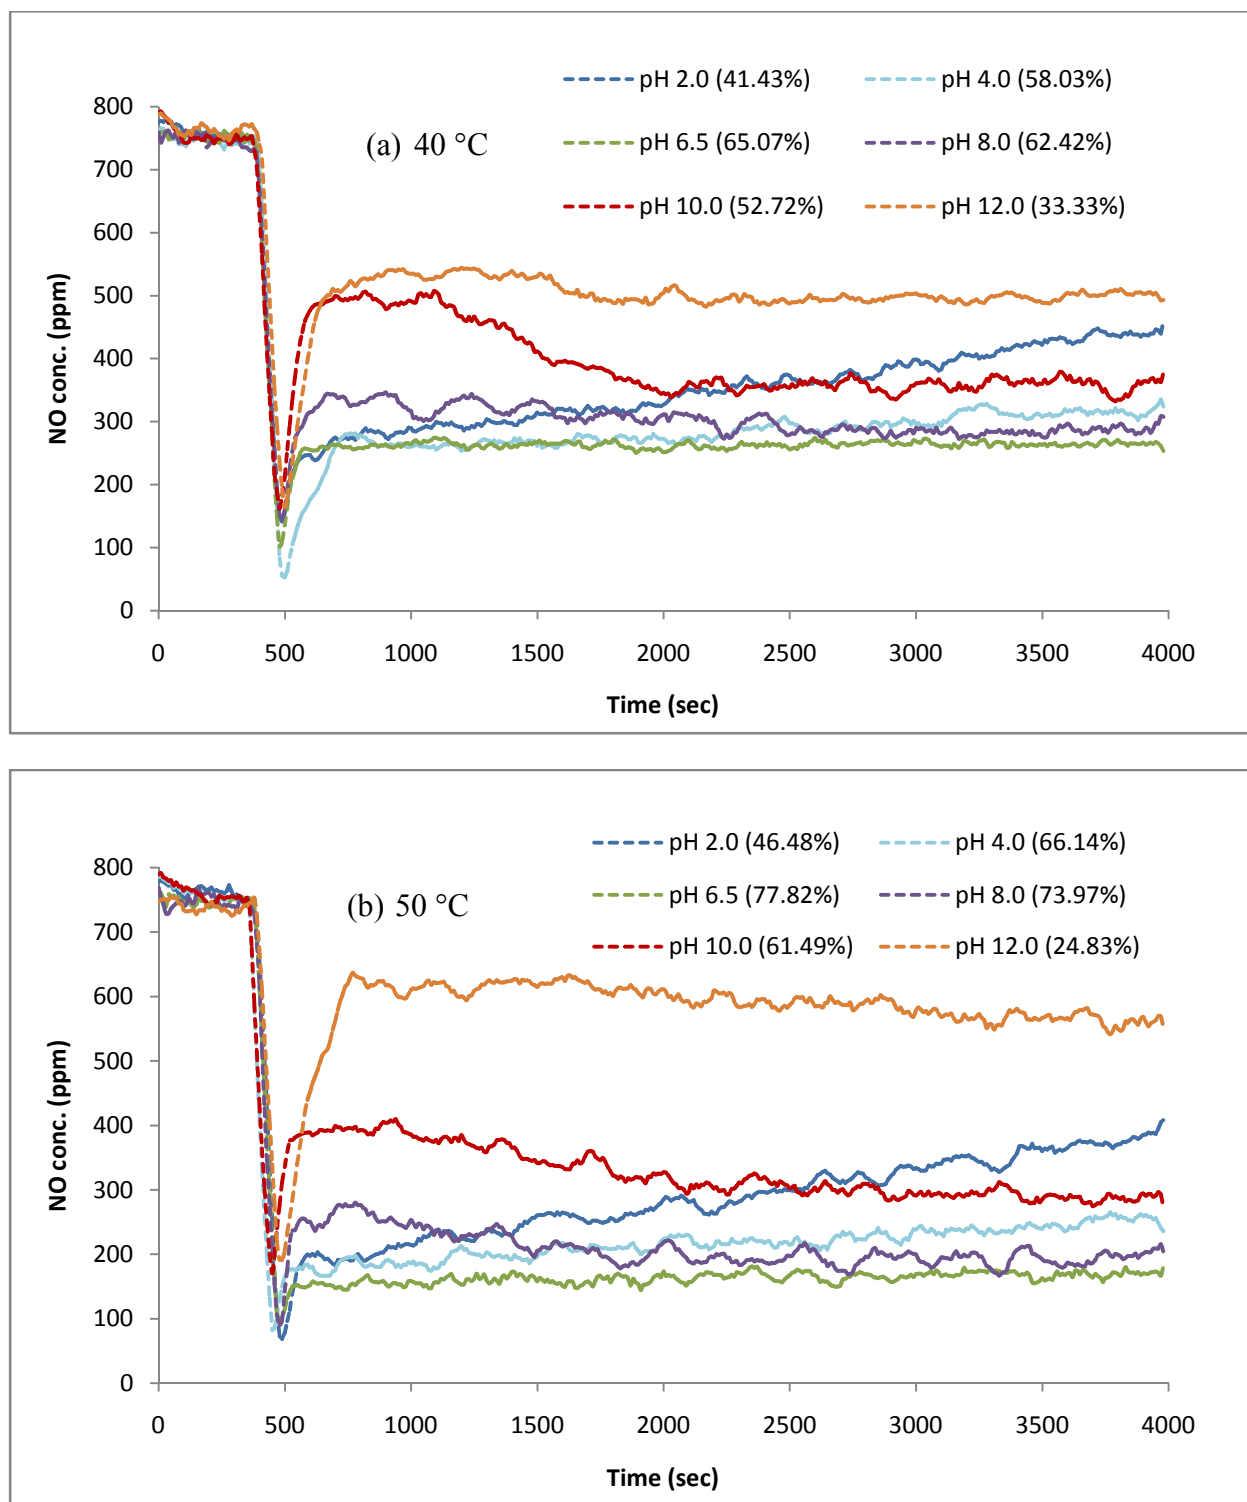 pH 2.0 (41.43%) pH 4.0 (58.03%)
800
(a) 40 °C
pH 6.5 (65.07%) pH 8.0 (62.42%)
700
pH 10.0 (52.72%) pH 12.0 (33.33%)
600
500
400
300
200
100
0
NO conc. (ppm)
0 500 1000 1500 2000 2500 3000 3500 4000
Time (sec)
pH 2.0 (46.48%) pH 4.0 (66.14%)
800
(b) 50 °C
pH 6.5 (77.82%) pH 8.0 (73.97%)
700
pH 10.0 (61.49%) pH 12.0 (24.83%)
600
500
400
300
200
100
0
NO conc. (ppm)
0 500 1000 1500 2000 2500 3000 3500 4000
Time (sec)